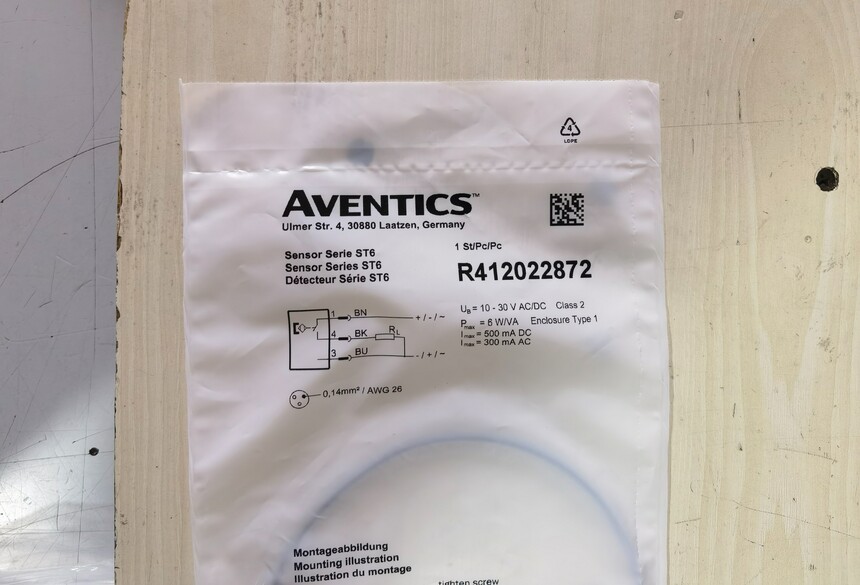 4
LDPE
AVENTICS™
Ulmer Str. 4, 30880 Laatzen, Germany
Sensor Serie ST6
Sensor Series ST6
Détecteur Série ST6
1 St/Pc/Pc
R412022872
1 BN + / - / ~
4 BK RL
3 BU - / + / ~
UB = 10 - 30 V AC/DC Class 2
Pmax = 6 W/VA Enclosure Type 1
Imax = 500 mA DC
Imax = 300 mA AC
0,14mm² / AWG 26
Montageabbildung
Mounting illustration
Illustration du montage
tighten screw